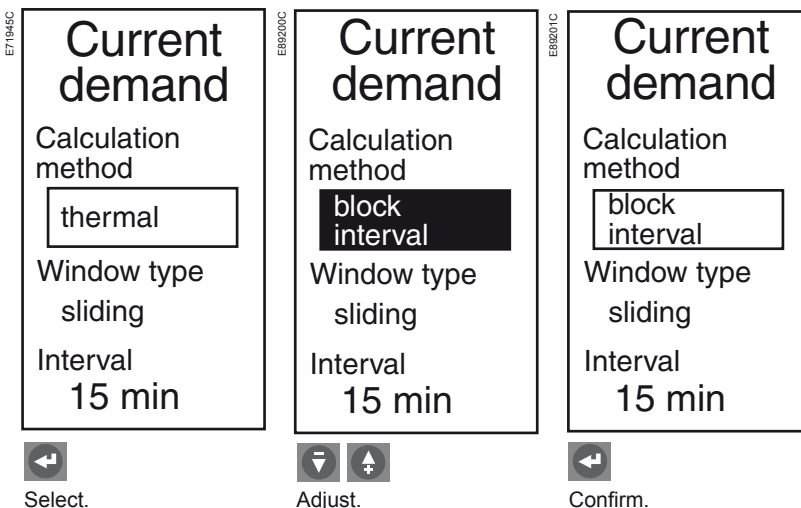 E71945C
Current
demand
Calculation
method
thermal
Window type
sliding
Interval
15 min
Select.
E89200C
Current
demand
Calculation
method
block
interval
Window type
sliding
Interval
15 min
Adjust.
E89201C
Current
demand
Calculation
method
block
interval
Window type
sliding
Interval
15 min
Confirm.